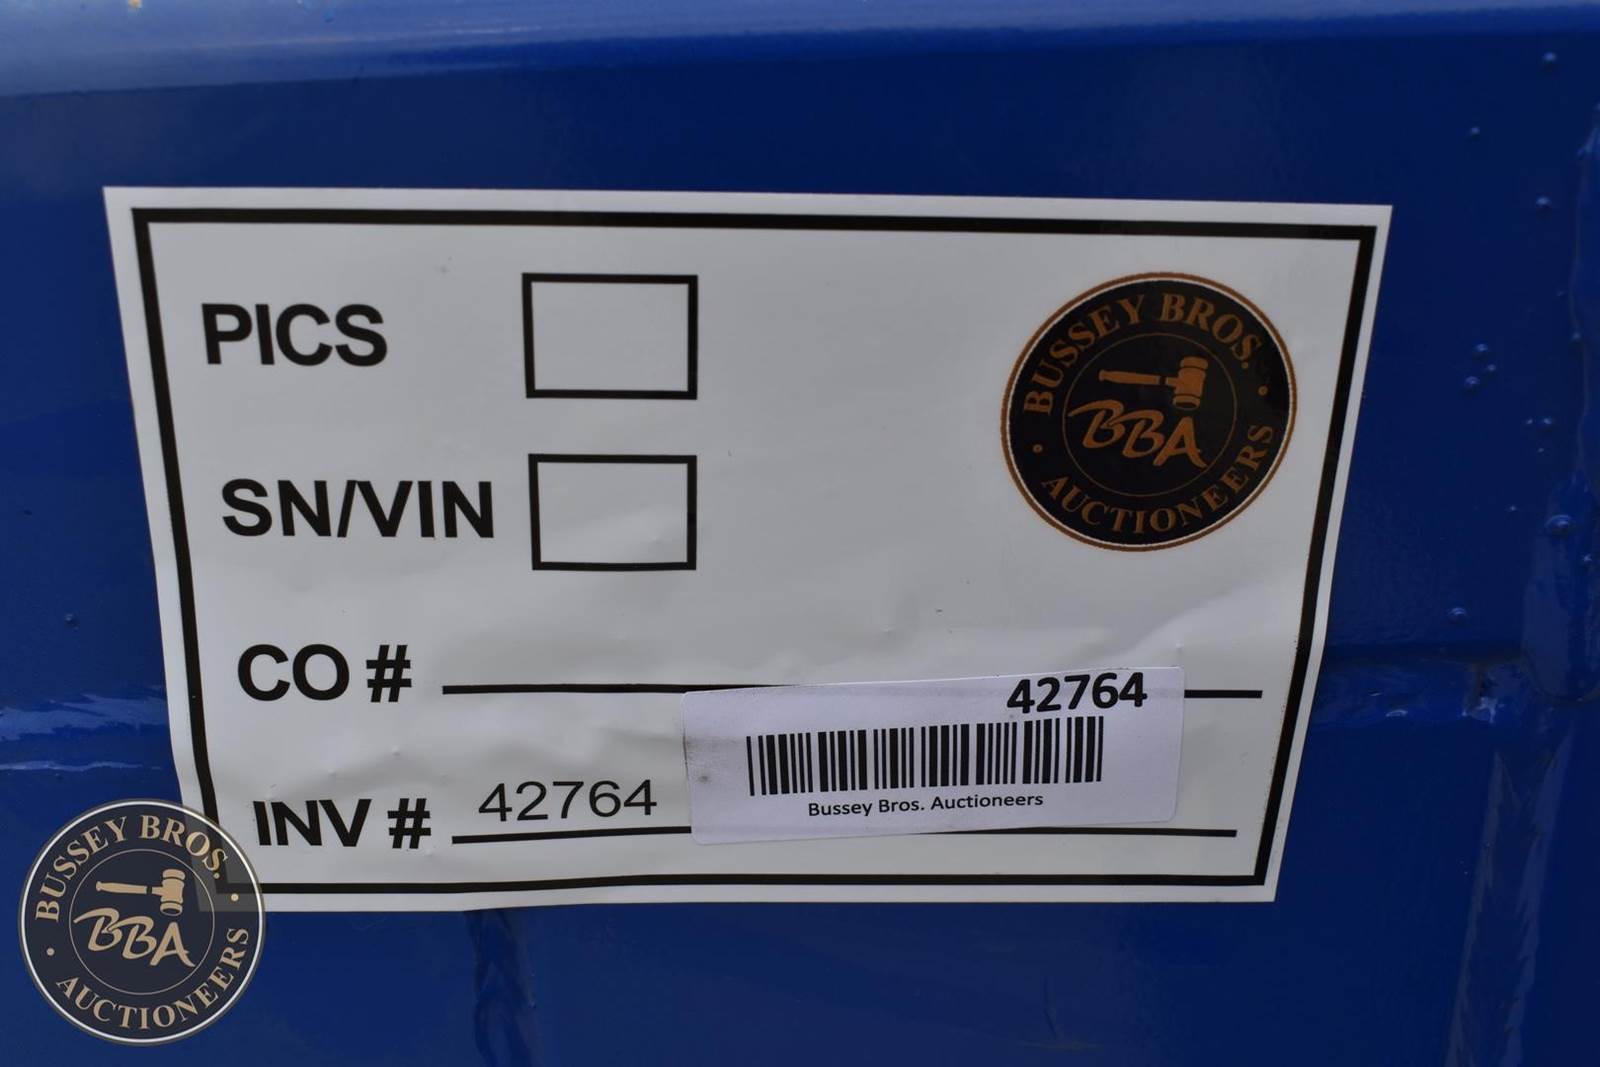 PICS
BUSSEY BROS.
BBA
AUCTIONEERS
SN/VIN
CO #
42764
INV # 42764
Bussey Bros. Auctioneers
BUSSEY BROS.
BBA
AUCTIONEERS